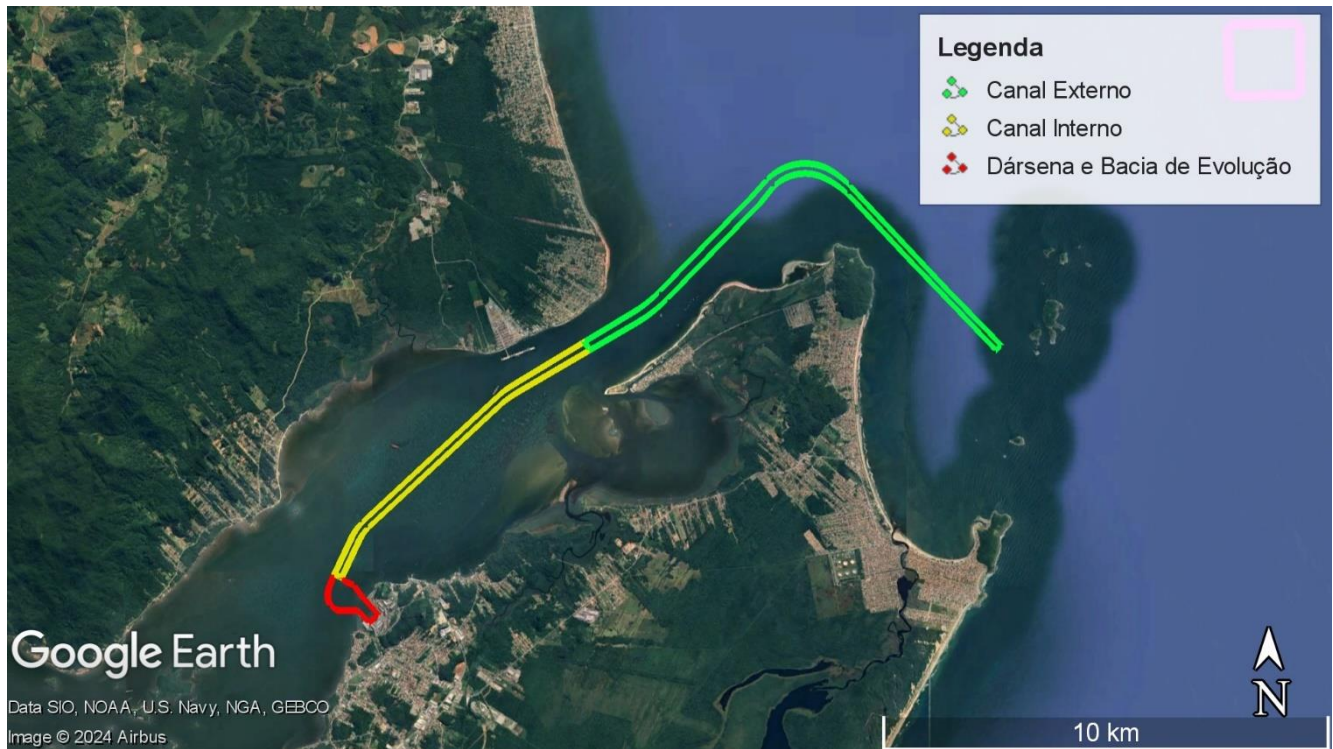 Legenda
Canal Externo
Canal Interno
Dársena e Bacia de Evolução
Google Earth
Data SIO, NOAA, U.S. Navy, NGA, GEBCO
Image © 2024 Airbus
N
10 km